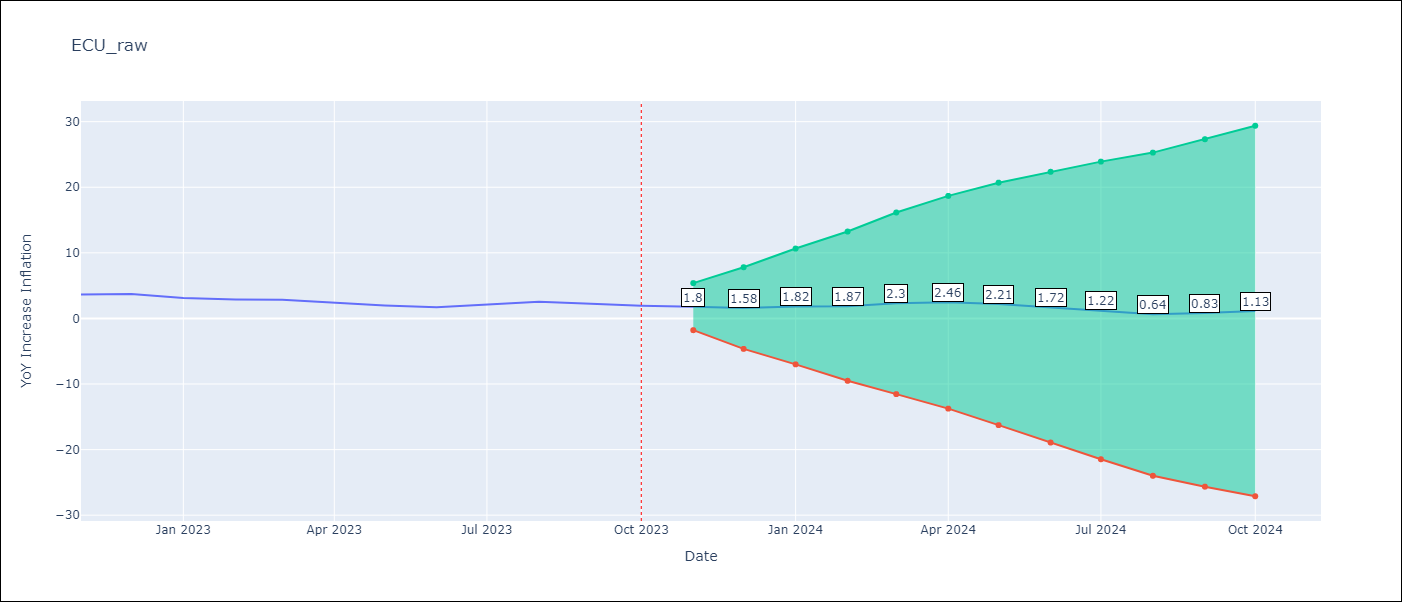 ECU_raw
YoY Increase Inflation
30
20
10
0
−10
−20
−30
1.8
1.58
1.82
1.87
2.3
2.46
2.21
1.72
1.22
0.64
0.83
1.13
Jan 2023
Apr 2023
Jul 2023
Oct 2023
Jan 2024
Apr 2024
Jul 2024
Oct 2024
Date